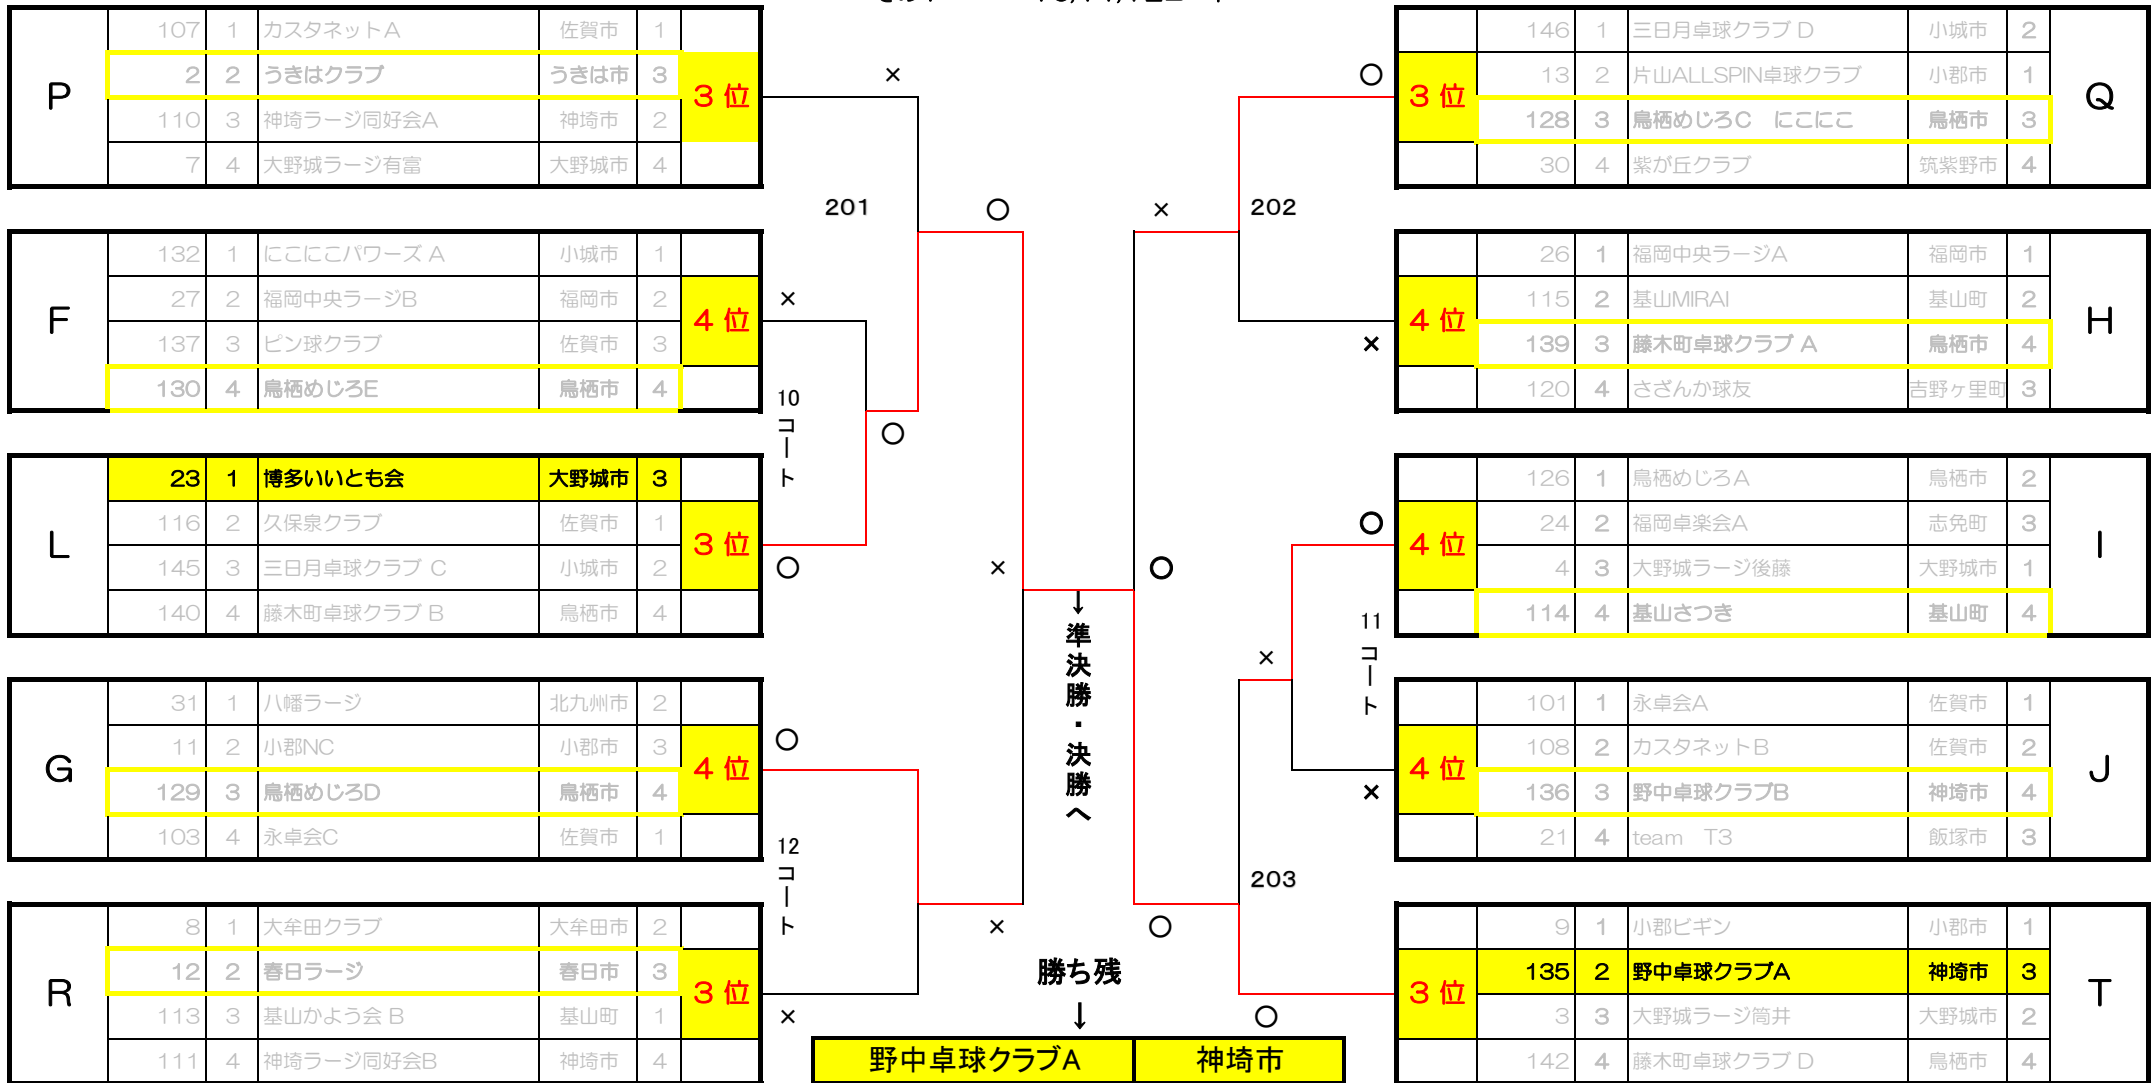 P
107 1 カスタネットA 佐賀市 1
2 2 うきはクラブ うきは市 3
110 3 神埼ラージ同好会A 神埼市 2
7 4 大野城ラージ有富 大野城市 4
3 位
×
F
132 1 にこにこパワーズ A 小城市 1
27 2 福岡中央ラージB 福岡市 2
137 3 ピン球クラブ 佐賀市 3
130 4 鳥栖めじろE 鳥栖市 4
4 位
×
L
23 1 博多いいとも会 大野城市 3
116 2 久保泉クラブ 佐賀市 1
145 3 三日月卓球クラブ C 小城市 2
140 4 藤木町卓球クラブ B 鳥栖市 4
3 位
○
G
31 1 八幡ラージ 北九州市 2
11 2 小郡NC 小郡市 3
129 3 鳥栖めじろD 鳥栖市 4
103 4 永卓会C 佐賀市 1
4 位
○
R
8 1 大牟田クラブ 大牟田市 2
12 2 春日ラージ 春日市 3
113 3 基山かよう会 B 基山町 1
111 4 神埼ラージ同好会B 神埼市 4
3 位
×
201
○
10コート
○
×
12コート
×
↓
準決勝・決勝へ
勝ち残
↓
野中卓球クラブA 神埼市
×
202
○
11コート
×
203
○
Q
146 1 三日月卓球クラブ D 小城市 2
13 2 片山ALLSPIN卓球クラブ 小郡市 1
128 3 鳥栖めじろC にこにこ 鳥栖市 3
30 4 紫が丘クラブ 筑紫野市 4
3 位
○
H
26 1 福岡中央ラージA 福岡市 1
115 2 基山MIRAI 基山町 2
139 3 藤木町卓球クラブ A 鳥栖市 4
120 4 さざんか球友 吉野ヶ里町 3
4 位
×
I
126 1 鳥栖めじろA 鳥栖市 2
24 2 福岡卓楽会A 志免町 3
4 3 大野城ラージ後藤 大野城市 1
114 4 基山さつき 基山町 4
4 位
○
J
101 1 永卓会A 佐賀市 1
108 2 カスタネットB 佐賀市 2
136 3 野中卓球クラブB 神埼市 4
21 4 team T3 飯塚市 3
4 位
×
T
9 1 小郡ビギン 小郡市 1
135 2 野中卓球クラブA 神埼市 3
3 3 大野城ラージ筒井 大野城市 2
142 4 藤木町卓球クラブ D 鳥栖市 4
3 位
○